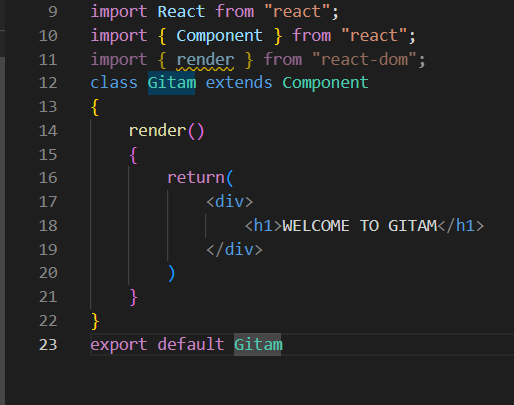 9 import React from "react";
10 import { Component } from "react";
11 import { render } from "react-dom";
12 class Gitam extends Component
13 {
14     render()
15     {
16         return(
17             <div>
18                 <h1>WELCOME TO GITAM</h1>
19             </div>
20         )
21     }
22 }
23 export default Gitam